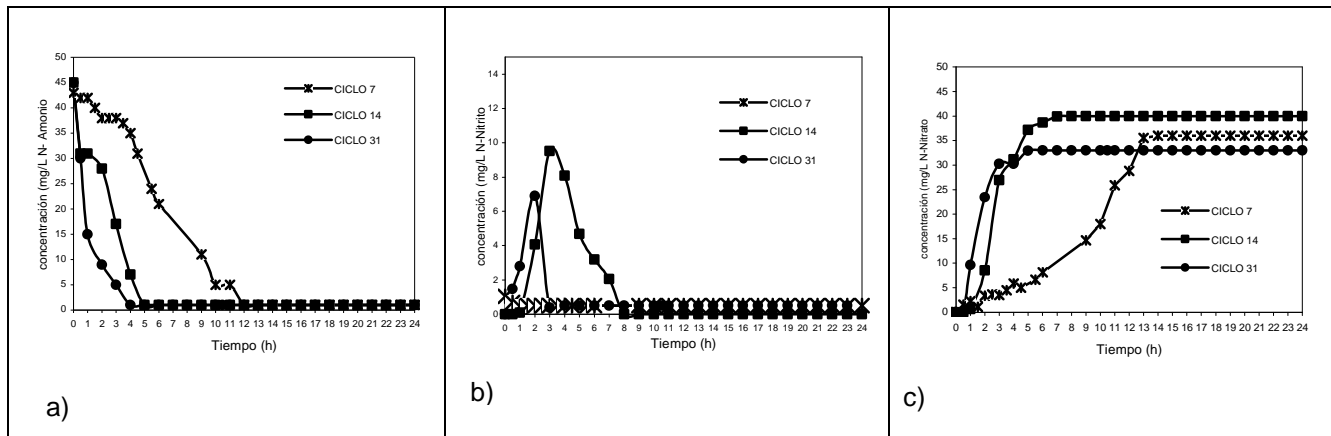 50
45
40
35
30
25
20
15
10
5
0
concentración (mg/L N- Amonio)
CICLO 7
CICLO 14
CICLO 31
0 1 2 3 4 5 6 7 8 9 10 11 12 13 14 15 16 17 18 19 20 21 22 23 24
Tiempo (h)
a)
14
12
10
8
6
4
2
0
concentración (mg/L N-Nitrito)
CICLO 7
CICLO 14
CICLO 31
0 1 2 3 4 5 6 7 8 9 10 11 12 13 14 15 16 17 18 19 20 21 22 23 24
Tiempo (h)
b)
50
45
40
35
30
25
20
15
10
5
0
concentración (mg/L N-Nitrato)
CICLO 7
CICLO 14
CICLO 31
0 1 2 3 4 5 6 7 8 9 10 11 12 13 14 15 16 17 18 19 20 21 22 23 24
Tiempo (h)
c)